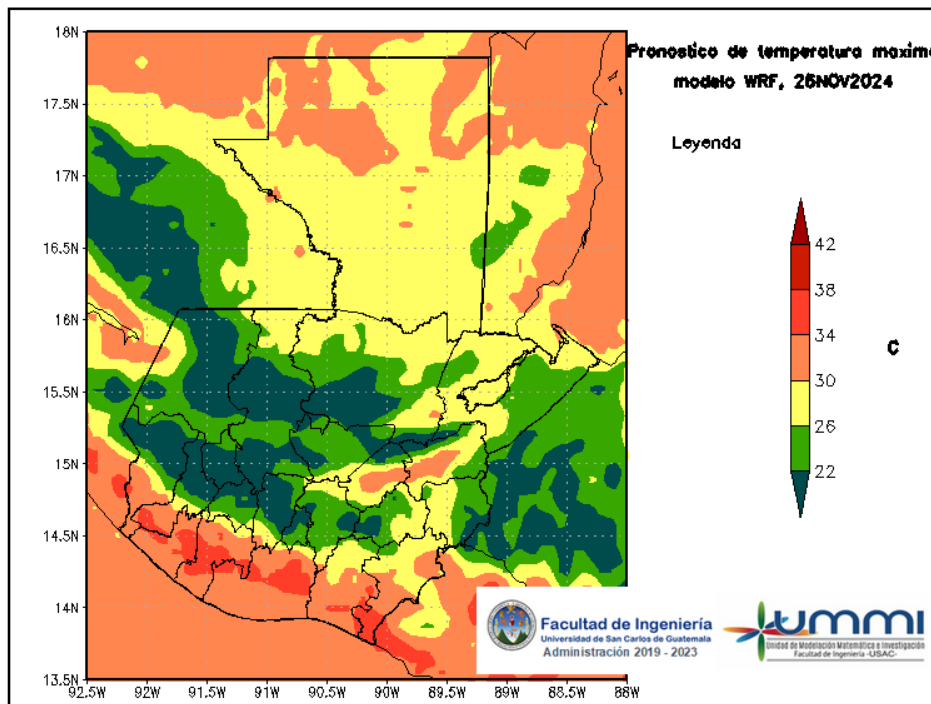 Pronostico de temperatura maxim
modelo WRF, 26NOV2024
Leyenda
42
38
34
30
26
22
C
18N
17.5N
17N
16.5N
16N
15.5N
15N
14.5N
14N
13.5N
92.5W 92W 91.5W 91W 90.5W 90W 89.5W 89W 88.5W 88W
Facultad de Ingeniería
Universidad de San Carlos de Guatemala
Administración 2019 - 2023
ummi
Unidad de Modelación Matemática e Investigación
Facultad de Ingeniería -USAC-